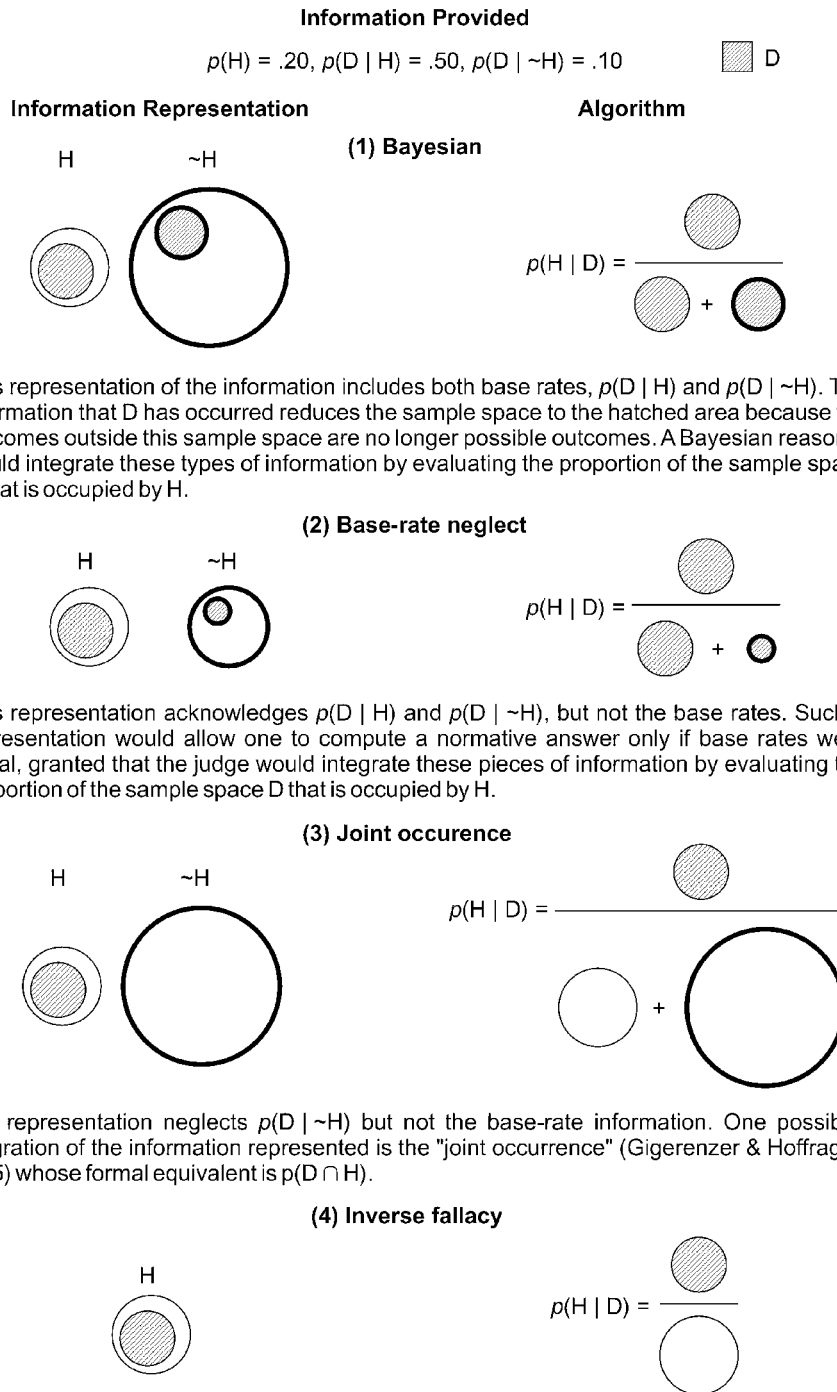 Information Provided
p(H) = .20, p(D | H) = .50, p(D | ~H) = .10
D
Information Representation
Algorithm
(1) Bayesian
H
~H
p(H | D) =
+
s representation of the information includes both base rates, p(D | H) and p(D | ~H). T
rmation that D has occurred reduces the sample space to the hatched area because
comes outside this sample space are no longer possible outcomes. A Bayesian reason
uld integrate these types of information by evaluating the proportion of the sample spa
at is occupied by H.
(2) Base-rate neglect
H
~H
p(H | D) =
+
s representation acknowledges p(D | H) and p(D | ~H), but not the base rates. Such
resentation would allow one to compute a normative answer only if base rates we
al, granted that the judge would integrate these pieces of information by evaluating t
portion of the sample space D that is occupied by H.
(3) Joint occurence
H
~H
p(H | D) =
+
representation neglects p(D | ~H) but not the base-rate information. One possib
gration of the information represented is the "joint occurrence" (Gigerenzer & Hoffrag
5) whose formal equivalent is p(D ∩ H).
(4) Inverse fallacy
H
p(H | D) =